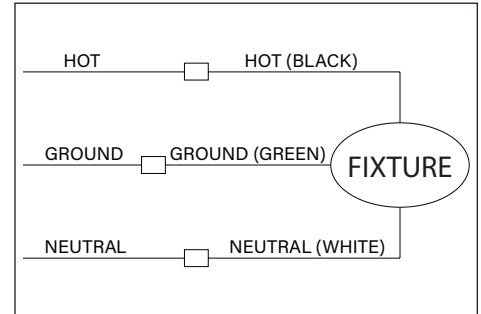 HOT HOT (BLACK)
GROUND GROUND (GREEN)
FIXTURE
NEUTRAL NEUTRAL (WHITE)